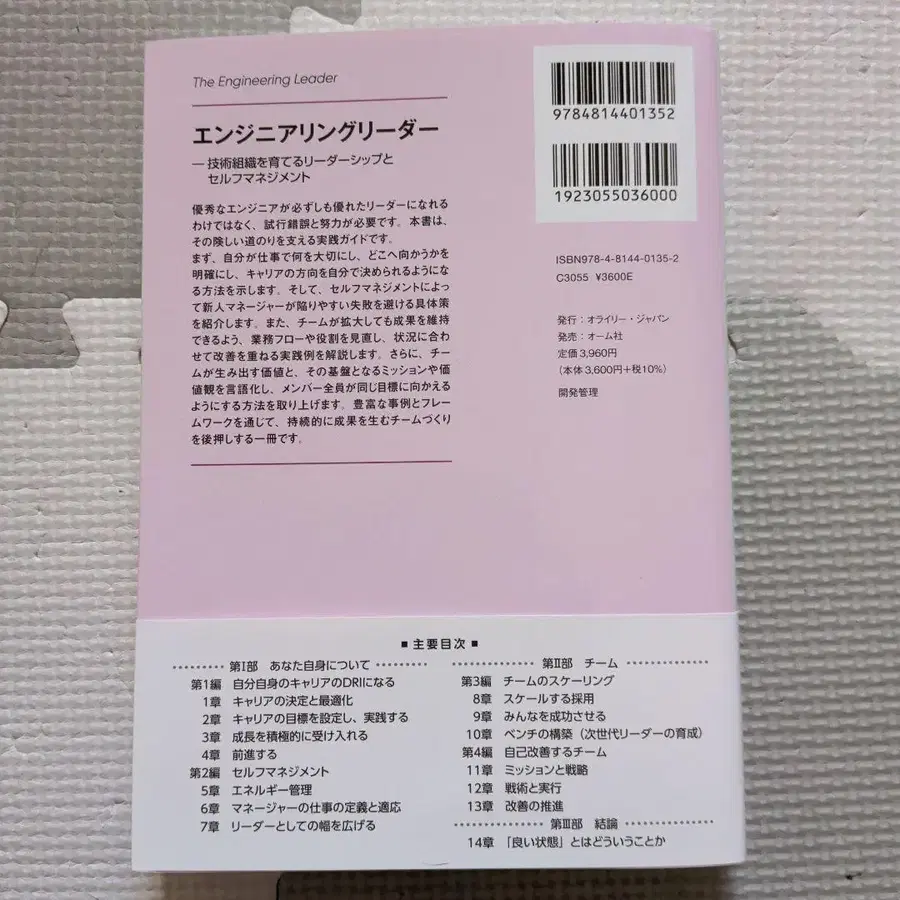 The Engineering Leader
エンジニアリングリーダー
―技術組織を育てるリーダーシップと
セルフマネジメント
優秀なエンジニアが必ずしも優れたリーダーになれる
わけではなく、試行錯誤と努力が必要です。本書は、
その険しい道のりを支える実践ガイドです。
まず、自分が仕事で何を大切にし、どこへ向かうかを
明確にし、キャリアの方向を自分で決められるようにな
る方法を示します。そして、セルフマネジメントによっ
て新人マネージャーが陥りやすい失敗を避ける具体策
を紹介します。また、チームが拡大しても成果を維持
できるよう、業務フローや役割を見直し、状況に合わ
せて改善を重ねる実践例を解説します。さらに、チー
ムが生み出す価値と、その基盤となるミッションや価
値観を言語化し、メンバー全員が同じ目標に向かえる
ようにする方法を取り上げます。豊富な事例とフレー
ムワークを通じて、持続的に成果を生むチームづくり
を後押しする一冊です。
9784814401352
1923055036000
ISBN978-4-8144-0135-2
C3055 ¥3600E
発行：オライリー・ジャパン
発売：オーム社
定価3,960円
（本体3,600円+税10%）
開発管理
■ 主要目次 ■
第Ⅰ部 あなた自身について
第1編 自分自身のキャリアのDRIになる
1章 キャリアの決定と最適化
2章 キャリアの目標を設定し、実践する
3章 成長を積極的に受け入れる
4章 前進する
第2編 セルフマネジメント
5章 エネルギー管理
6章 マネージャーの仕事の定義と適応
7章 リーダーとしての幅を広げる
第Ⅱ部 チーム
第3編 チームのスケーリング
8章 スケールする採用
9章 みんなを成功させる
10章 ベンチの構築（次世代リーダーの育成）
第4編 自己改善するチーム
11章 ミッションと戦略
12章 戦術と実行
13章 改善の推進
第Ⅲ部 結論
14章 「良い状態」とはどういうことか